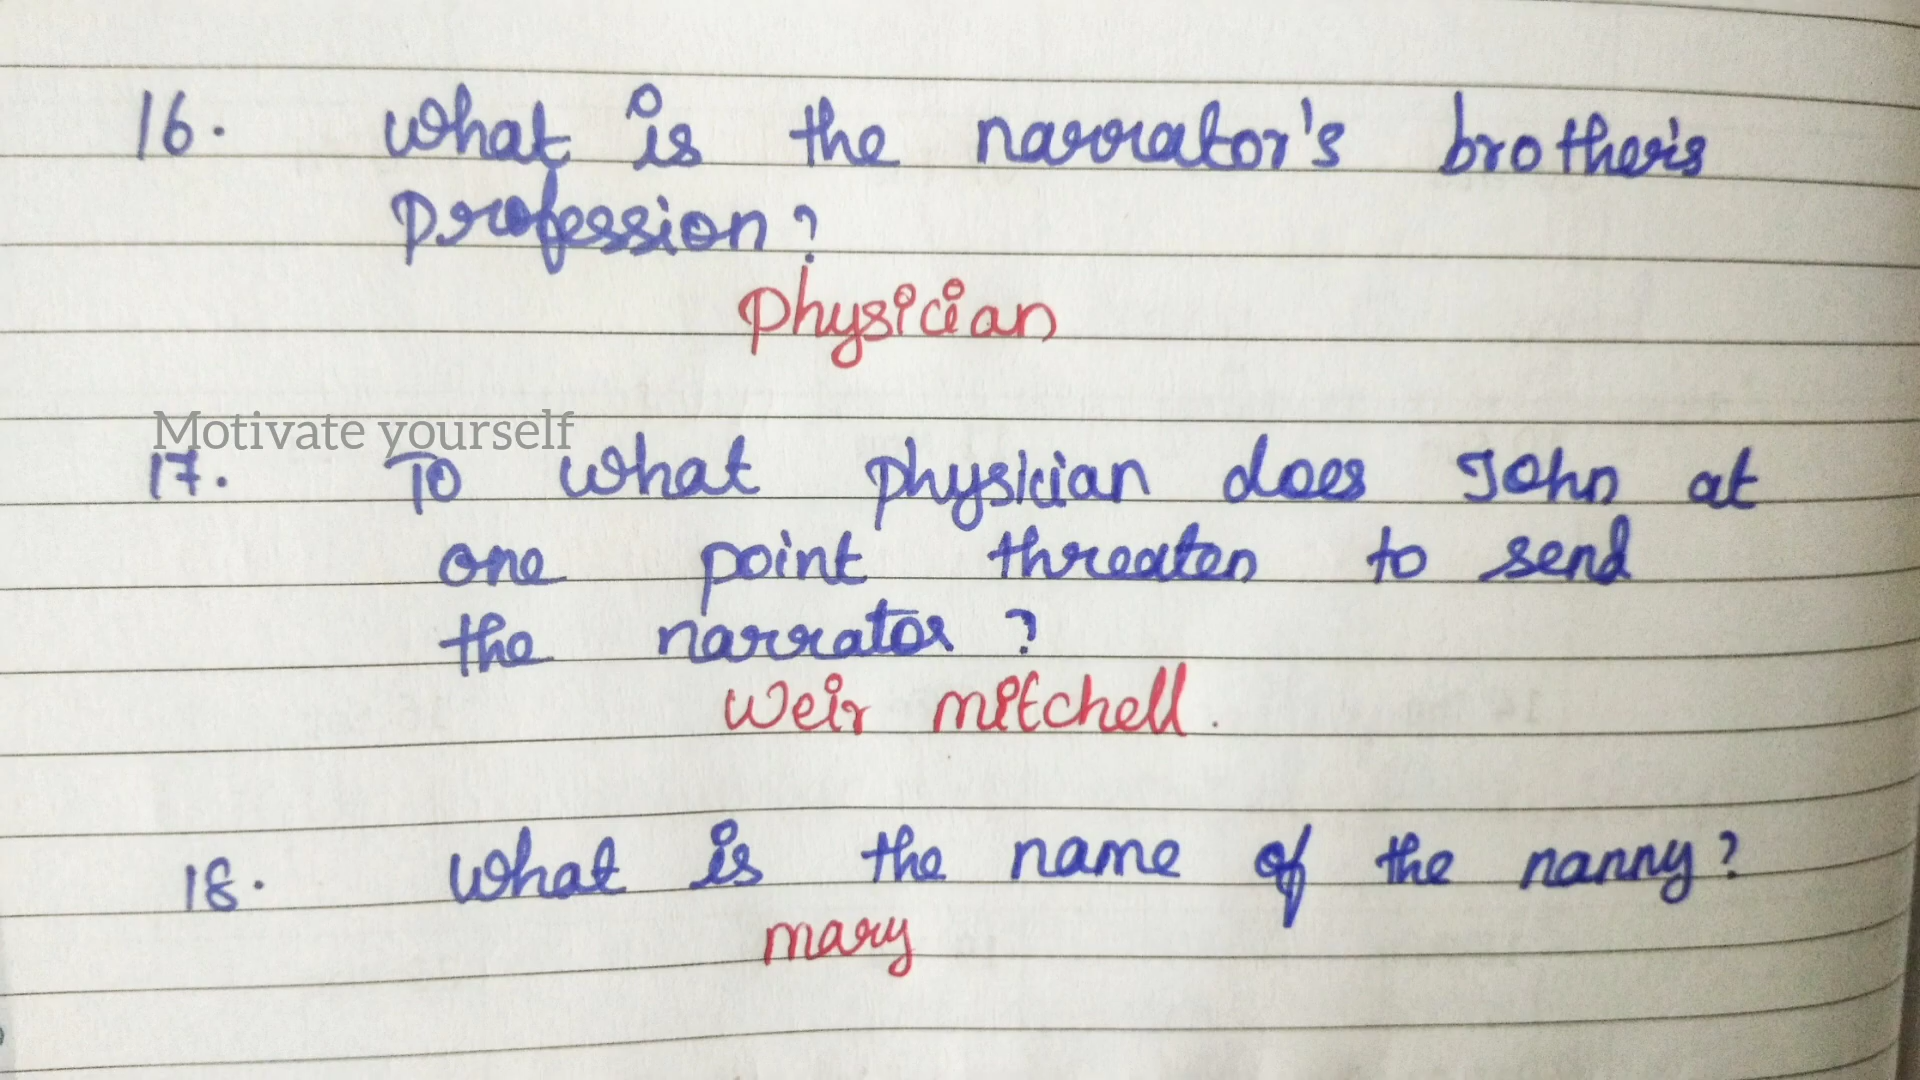 16. What is the narrator's brother's
profession?
physician
Motivate yourself
17. To what physician does John at
one point threaten to send
the narrator?
Weir mitchell.
18. What is the name of the nanny?
mary